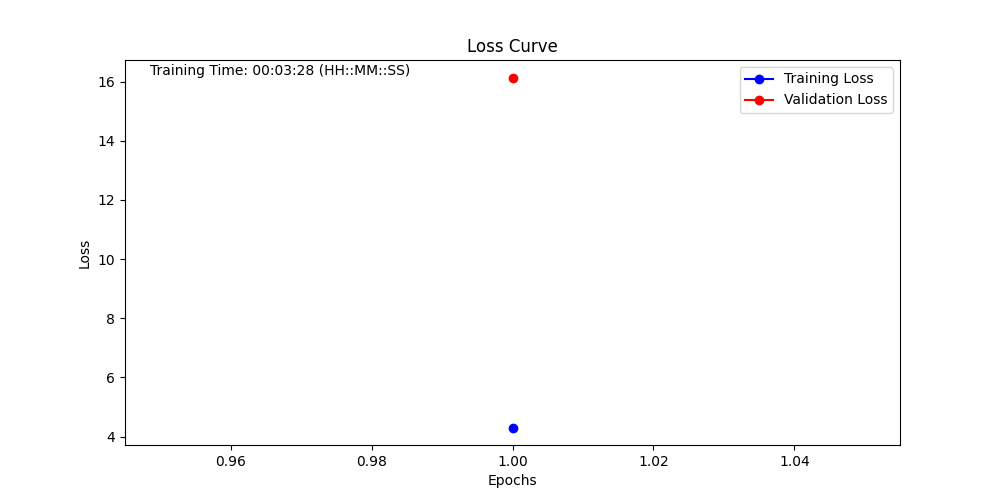 Loss Curve
Training Time: 00:03:28 (HH::MM::SS)
Training Loss
Validation Loss
16
14
12
10
8
6
4
Loss
0.96
0.98
1.00
1.02
1.04
Epochs